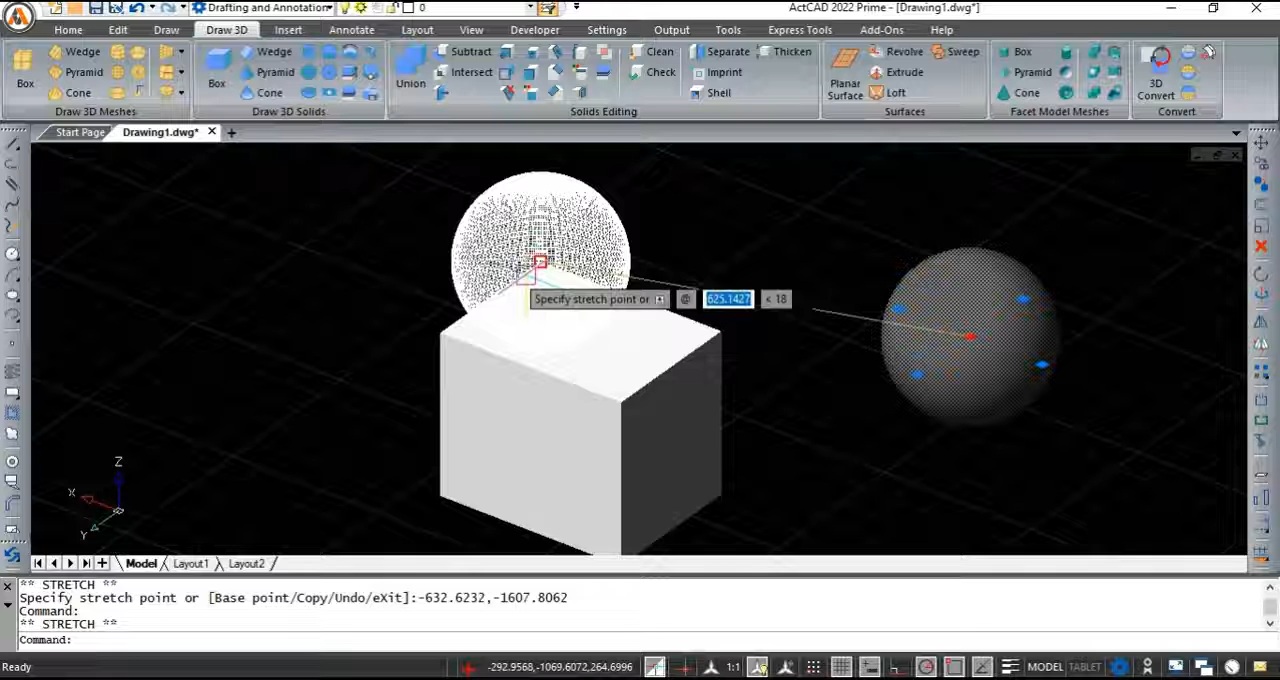 Drafting and Annotation
0
ActCAD 2022 Prime - [Drawing1.dwg*]
Home Edit Draw Draw 3D Insert Annotate Layout View Developer Settings Output Tools Express Tools Add-Ons Help
Box Wedge Box Wedge Union Subtract Clean Separate Thicken Planar Surface Revolve Sweep Box 3D Convert
Pyramid Pyramid Intersect Check Imprint Extrude Pyramid
Cone Cone Shell Loft Cone
Draw 3D Meshes Draw 3D Solids Solids Editing Surfaces Facet Model Meshes Convert
Start Page Drawing1.dwg*
Specify stretch point or @ 625.1427 < 18
Z
X
Y
Model Layout1 Layout2
** STRETCH **
Specify stretch point or [Base point/Copy/Undo/eXit]:-632.6232,-1607.8062
Command:
** STRETCH **
Command:
Ready -292.9568,-1069.6072,264.6996 1:1 MODEL TABLET